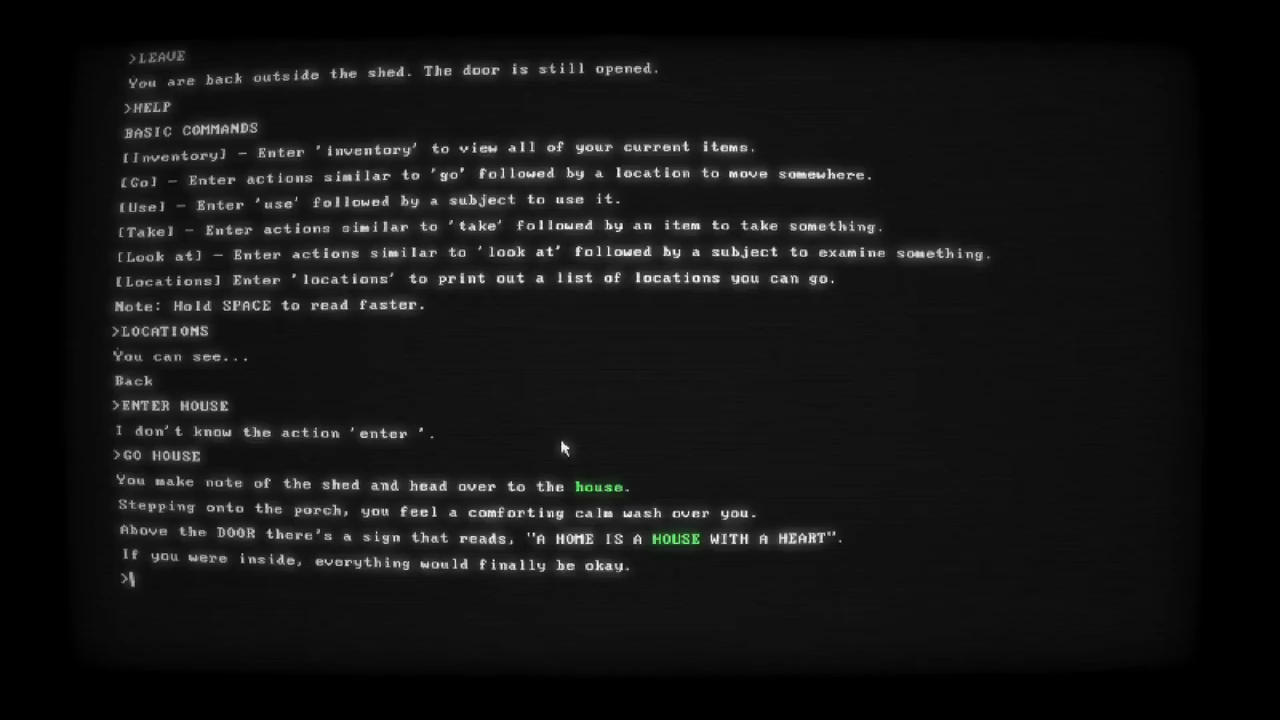 >LEAVE
You are back outside the shed. The door is still opened.
>HELP
BASIC COMMANDS
[Inventory] - Enter 'inventory' to view all of your current items.
[Go] - Enter actions similar to 'go' followed by a location to move somewhere.
[Use] - Enter 'use' followed by a subject to use it.
[Take] - Enter actions similar to 'take' followed by an item to take something.
[Look at] - Enter actions similar to 'look at' followed by a subject to examine something.
[Locations] Enter 'locations' to print out a list of locations you can go.
Note: Hold SPACE to read faster.
>LOCATIONS
You can see...
Back
>ENTER HOUSE
I don't know the action 'enter '.
>GO HOUSE
You make note of the shed and head over to the house.
Stepping onto the porch, you feel a comforting calm wash over you.
Above the DOOR there's a sign that reads, "A HOME IS A HOUSE WITH A HEART".
If you were inside, everything would finally be okay.
>